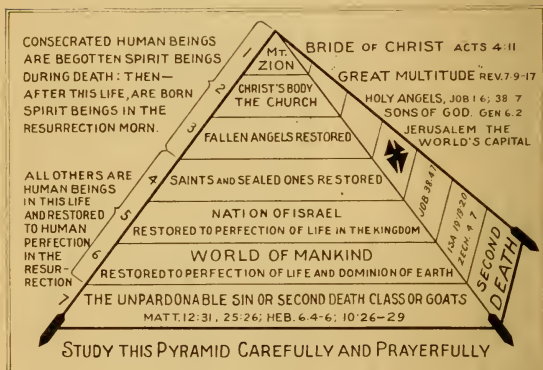 CONSECRATED HUMAN BEINGS
ARE BEGOTTEN SPIRIT BEINGS
DURING DEATH: THEN—
AFTER THIS LIFE, ARE BORN
SPIRIT BEINGS IN THE
RESURRECTION MORN.
ALL OTHERS ARE
HUMAN BEINGS
IN THIS LIFE
AND RESTORED
TO HUMAN
PERFECTION
IN THE
RESUR-
RECTION
1
2
3
4
5
6
7
MT.
ZION
CHRIST'S BODY
THE CHURCH
FALLEN ANGELS RESTORED
SAINTS AND SEALED ONES RESTORED
NATION OF ISRAEL
RESTORED TO PERFECTION OF LIFE IN THE KINGDOM
WORLD OF MANKIND
RESTORED TO PERFECTION OF LIFE AND DOMINION OF EARTH
THE UNPARDONABLE SIN OR SECOND DEATH CLASS OR GOATS
MATT. 12:31, 25:26; HEB. 6:4-6; 10:26-29
BRIDE OF CHRIST ACTS 4:11
GREAT MULTITUDE REV. 7.9-17
HOLY ANGELS, JOB 1 6; 38 7
SONS OF GOD. GEN 6.2
JERUSALEM THE
WORLD'S CAPITAL
JOB 38.4.7
ISA 19 19.20
ZECH. 4. 7
SECOND
DEATH
STUDY THIS PYRAMID CAREFULLY AND PRAYERFULLY